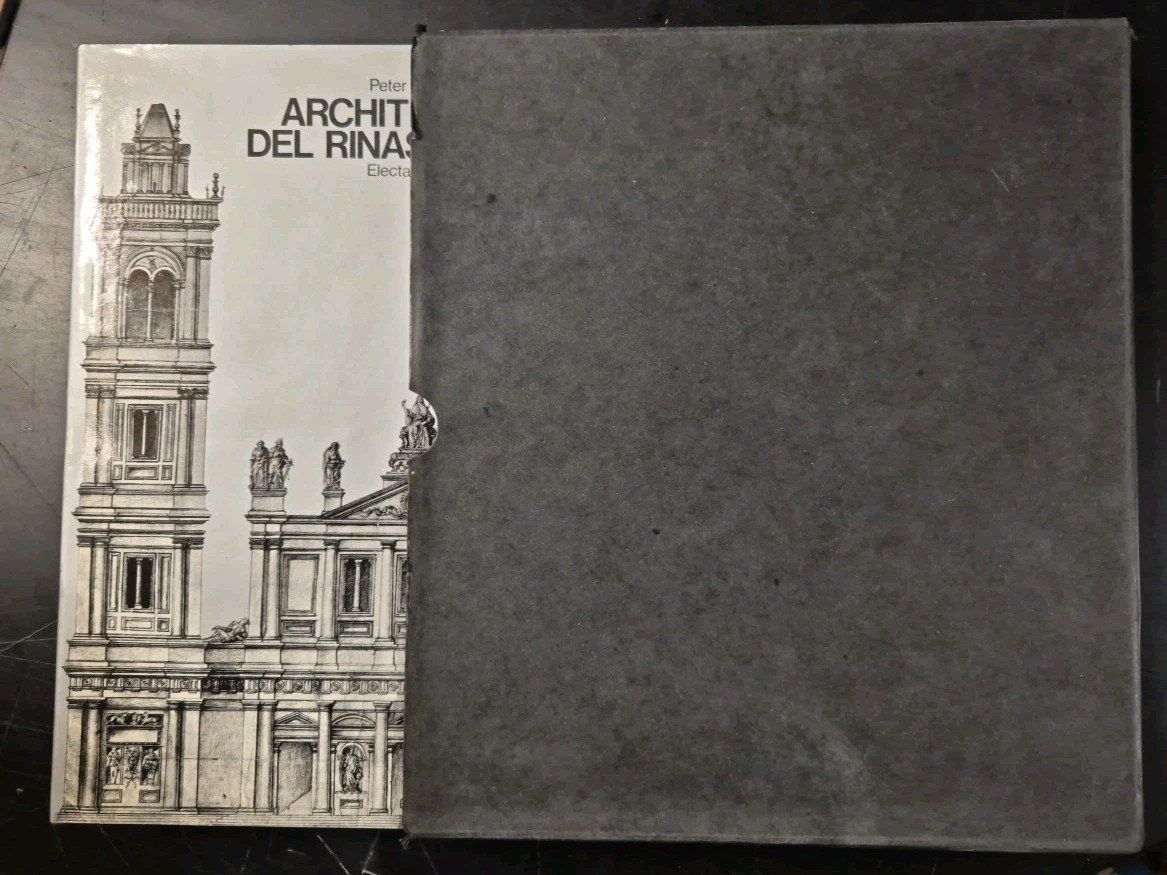 Peter
ARCHIT
DEL RINAS
Electa